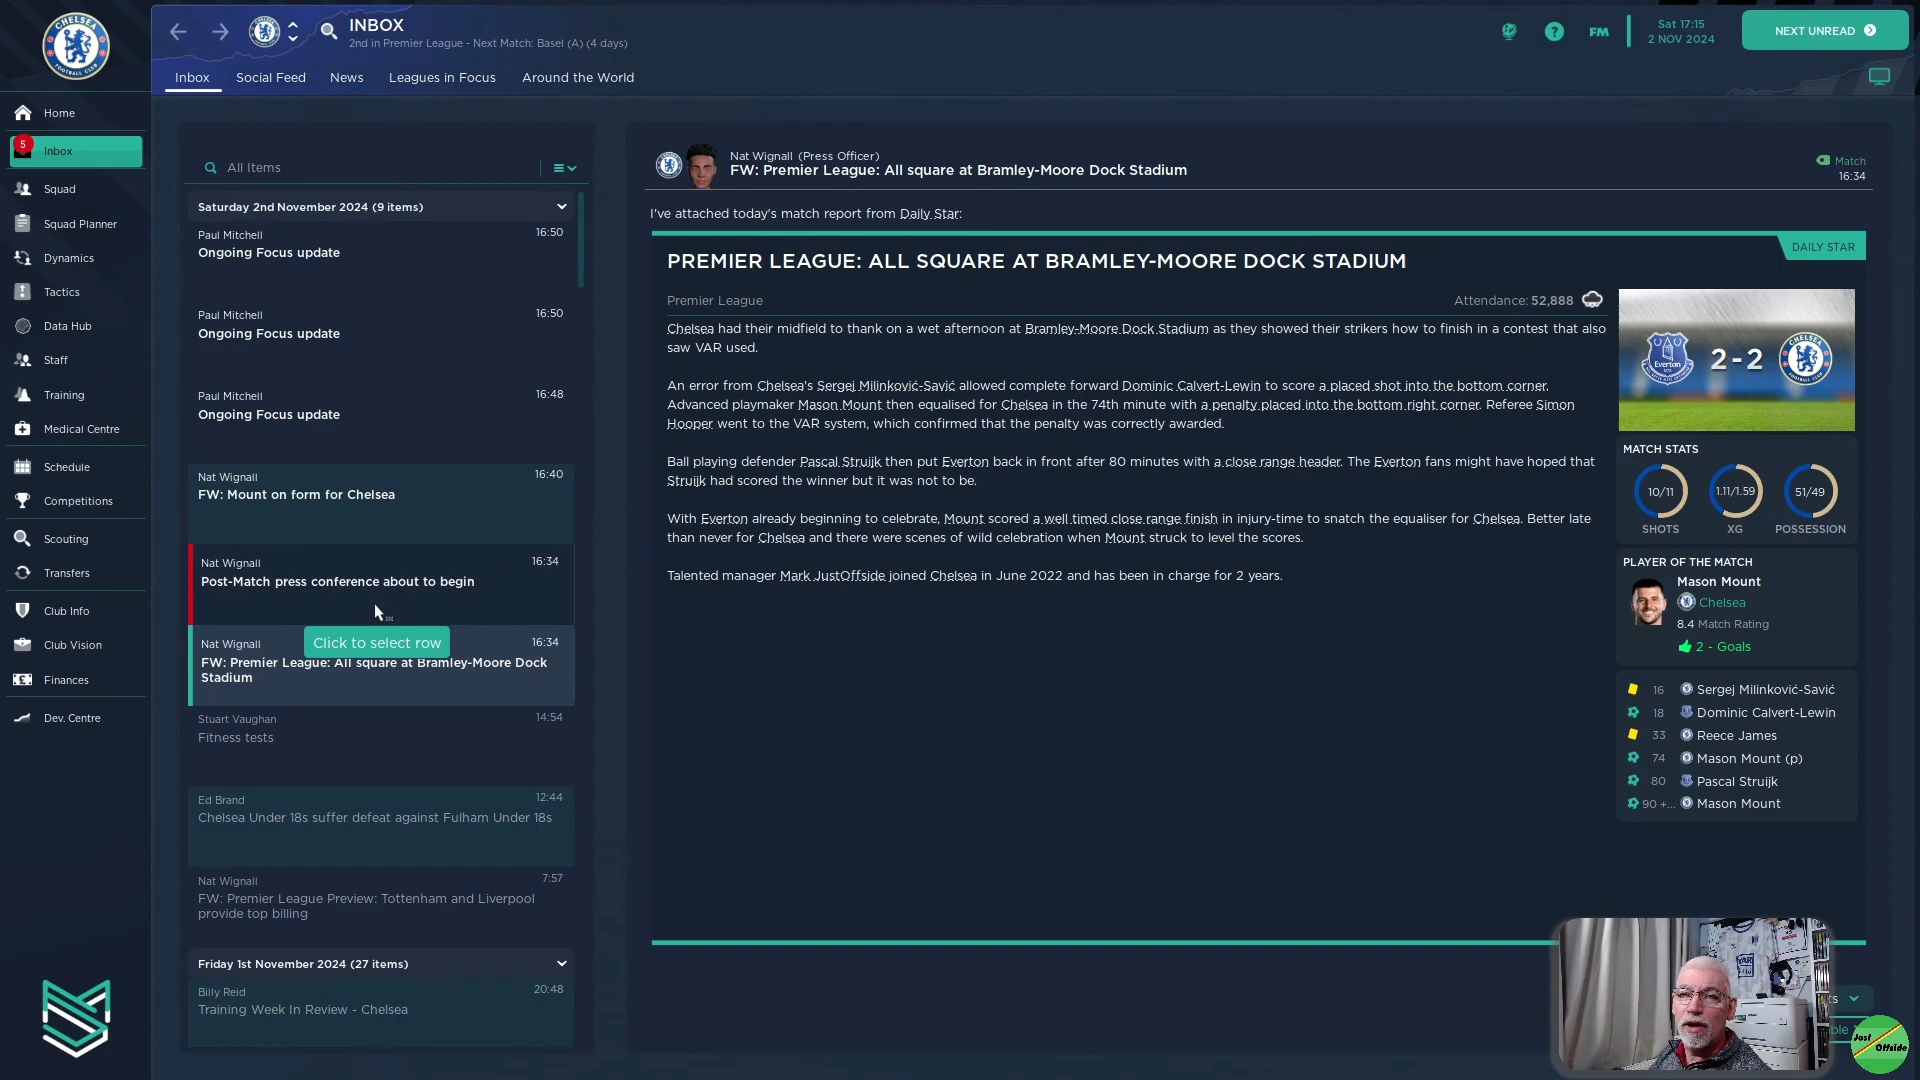 CHELSEA
FOOTBALL CLUB
INBOX
2nd in Premier League - Next Match: Basel (A) (4 days)
FM
Sat 17:15
2 NOV 2024
NEXT UNREAD
Inbox
Social Feed
News
Leagues in Focus
Around the World
Home
5
Inbox
Squad
Squad Planner
Dynamics
Tactics
Data Hub
Staff
Training
Medical Centre
Schedule
Competitions
Scouting
Transfers
Club Info
Club Vision
Finances
Dev. Centre
All Items
Saturday 2nd November 2024 (9 items)
Paul Mitchell 16:50
Ongoing Focus update
Paul Mitchell 16:50
Ongoing Focus update
Paul Mitchell 16:48
Ongoing Focus update
Nat Wignall 16:40
FW: Mount on form for Chelsea
Nat Wignall 16:34
Post-Match press conference about to begin
Click to select row
Nat Wignall 16:34
FW: Premier League: All square at Bramley-Moore Dock
Stadium
Stuart Vaughan 14:54
Fitness tests
Ed Brand 12:44
Chelsea Under 18s suffer defeat against Fulham Under 18s
Nat Wignall 7:57
FW: Premier League Preview: Tottenham and Liverpool
provide top billing
Friday 1st November 2024 (27 items)
Billy Reid 20:48
Training Week In Review - Chelsea
Nat Wignall (Press Officer)
FW: Premier League: All square at Bramley-Moore Dock Stadium
Match
16:34
I've attached today's match report from Daily Star:
DAILY STAR
PREMIER LEAGUE: ALL SQUARE AT BRAMLEY-MOORE DOCK STADIUM
Premier League Attendance: 52,888
Chelsea had their midfield to thank on a wet afternoon at Bramley-Moore Dock Stadium as they showed their strikers how to finish in a contest that also
saw VAR used.
An error from Chelsea's Sergej Milinković-Savić allowed complete forward Dominic Calvert-Lewin to score a placed shot into the bottom corner.
Advanced playmaker Mason Mount then equalised for Chelsea in the 74th minute with a penalty placed into the bottom right corner. Referee Simon
Hooper went to the VAR system, which confirmed that the penalty was correctly awarded.
Ball playing defender Pascal Struijk then put Everton back in front after 80 minutes with a close range header. The Everton fans might have hoped that
Struijk had scored the winner but it was not to be.
With Everton already beginning to celebrate, Mount scored a well timed close range finish in injury-time to snatch the equaliser for Chelsea. Better late
than never for Chelsea and there were scenes of wild celebration when Mount struck to level the scores.
Talented manager Mark JustOffside joined Chelsea in June 2022 and has been in charge for 2 years.
Everton
2-2
MATCH STATS
10/11
1.11/1.59
51/49
SHOTS
XG
POSSESSION
PLAYER OF THE MATCH
Mason Mount
Chelsea
8.4 Match Rating
2 - Goals
16 Sergej Milinković-Savić
18 Dominic Calvert-Lewin
33 Reece James
74 Mason Mount (p)
80 Pascal Struijk
90 +... Mason Mount
Just
Offside